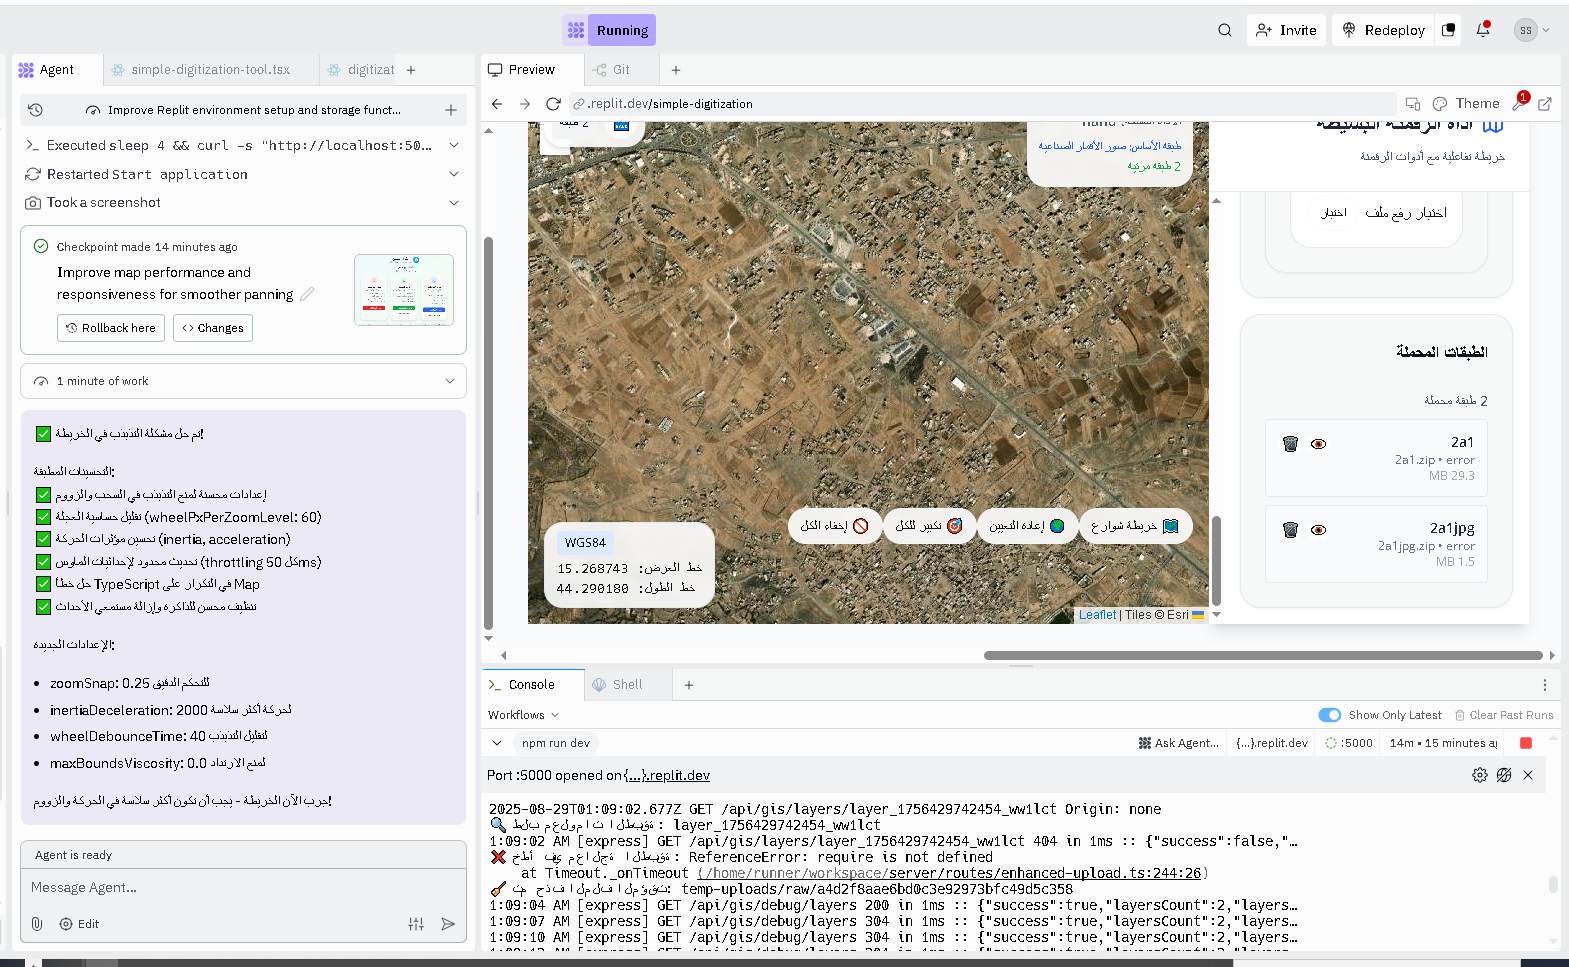 Running
Invite
Redeploy
SS
Agent
simple-digitization-tool.tsx
digitizat
Improve Replit environment setup and storage funct...
Executed sleep 4 && curl -s "http://localhost:50...
Restarted Start application
Took a screenshot
Checkpoint made 14 minutes ago
Improve map performance and
responsiveness for smoother panning
Rollback here
Changes
1 minute of work
✅ تم حل مشكلة التذبذب في الخريطة!
التحسينات المطبقة:
✅ إعدادات محسنة لمنع التذبذب في السحب والزووم
✅ تقليل حساسية العجلة (wheelPxPerZoomLevel: 60)
✅ تحسين مؤثرات الحركة (inertia, acceleration)
✅ تحديث محدود لإحداثيات الماوس (throttling كل 50ms)
✅ حل خطأ TypeScript في التكرار على Map
✅ تنظيف محسن للذاكرة وإزالة مستمعي الأحداث
الإعدادات الجديدة:
• zoomSnap: 0.25 للتحكم الدقيق
• inertiaDeceleration: 2000 لحركة أكثر سلاسة
• wheelDebounceTime: 40 لتقليل التذبذب
• maxBoundsViscosity: 0.0 لمنع الارتداد
جرب الآن الخريطة - يجب أن تكون أكثر سلاسة في الحركة والزووم!
Agent is ready
Message Agent...
Edit
Preview
Git
.replit.dev/simple-digitization
Theme
1
2 طبقة
طبقة الأساس: صور الأقمار الصناعية
2 طبقة مرئية
أداة الرقمنة البسيطة
خريطة تفاعلية مع أدوات الرقمنة
اختبار رفع ملف
اختبار
الطبقات المحملة
2 طبقة محملة
2a1
2a1.zip • error
29.3 MB
2a1jpg
2a1jpg.zip • error
1.5 MB
خريطة شوارع
إعادة التعيين
تكبير للكل
إخفاء الكل
WGS84
خط العرض: 15.268743
خط الطول: 44.290180
Leaflet | Tiles © Esri
Console
Shell
Workflows
Show Only Latest
Clear Past Runs
npm run dev
Ask Agent...
{...}.replit.dev
:5000
14m • 15 minutes ag
Port :5000 opened on {...}.replit.dev
2025-08-29T01:09:02.677Z GET /api/gis/layers/layer_1756429742454_ww1lct Origin: none
🔍 طلب معلومات الطبقة: layer_1756429742454_ww1lct
1:09:02 AM [express] GET /api/gis/layers/layer_1756429742454_ww1lct 404 in 1ms :: {"success":false,"…
❌ خطأ في معالجة الطبقة: ReferenceError: require is not defined
at Timeout._onTimeout (/home/runner/workspace/server/routes/enhanced-upload.ts:244:26)
🧹 تم حذف الملف المؤقت: temp-uploads/raw/a4d2f8aae6bd0c3e92973bfc49d5c358
1:09:04 AM [express] GET /api/gis/debug/layers 200 in 1ms :: {"success":true,"layersCount":2,"layers…
1:09:07 AM [express] GET /api/gis/debug/layers 304 in 1ms :: {"success":true,"layersCount":2,"layers…
1:09:10 AM [express] GET /api/gis/debug/layers 304 in 1ms :: {"success":true,"layersCount":2,"layers…